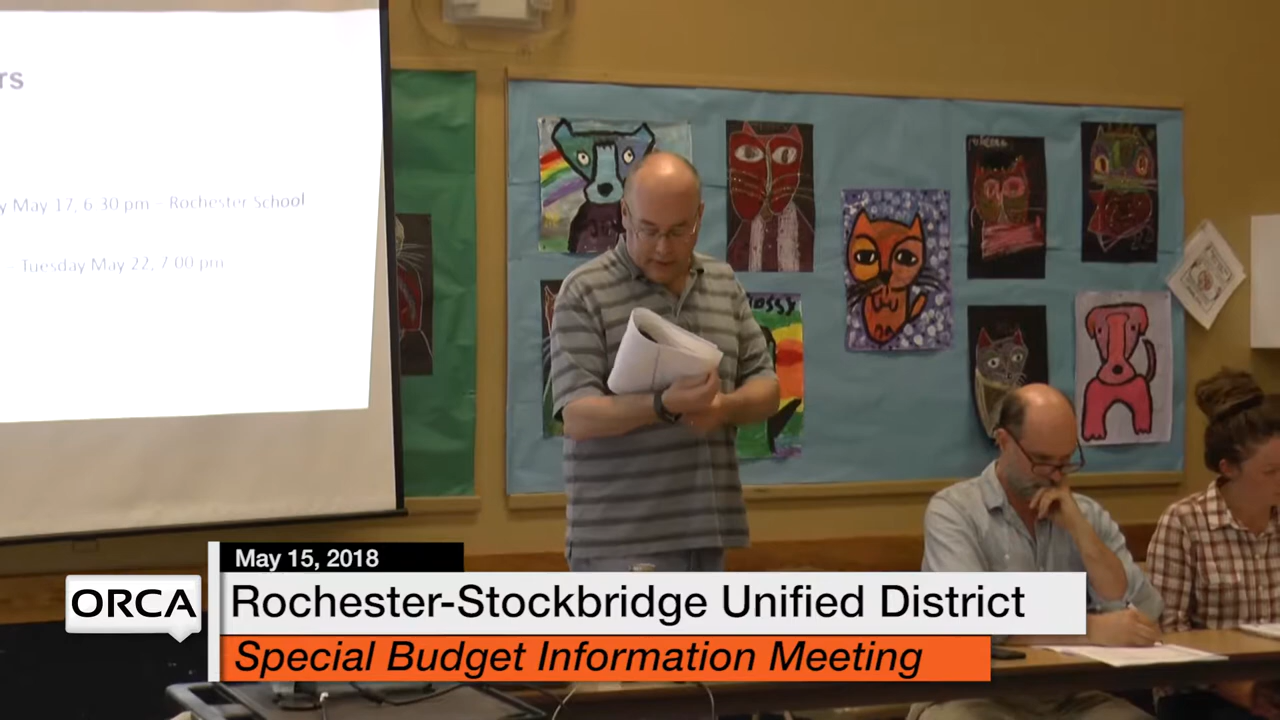 rs
y May 17, 6:30 pm – Rochester School
– Tuesday May 22, 7:00 pm
May 15, 2018
ORCA
Rochester-Stockbridge Unified District
Special Budget Information Meeting